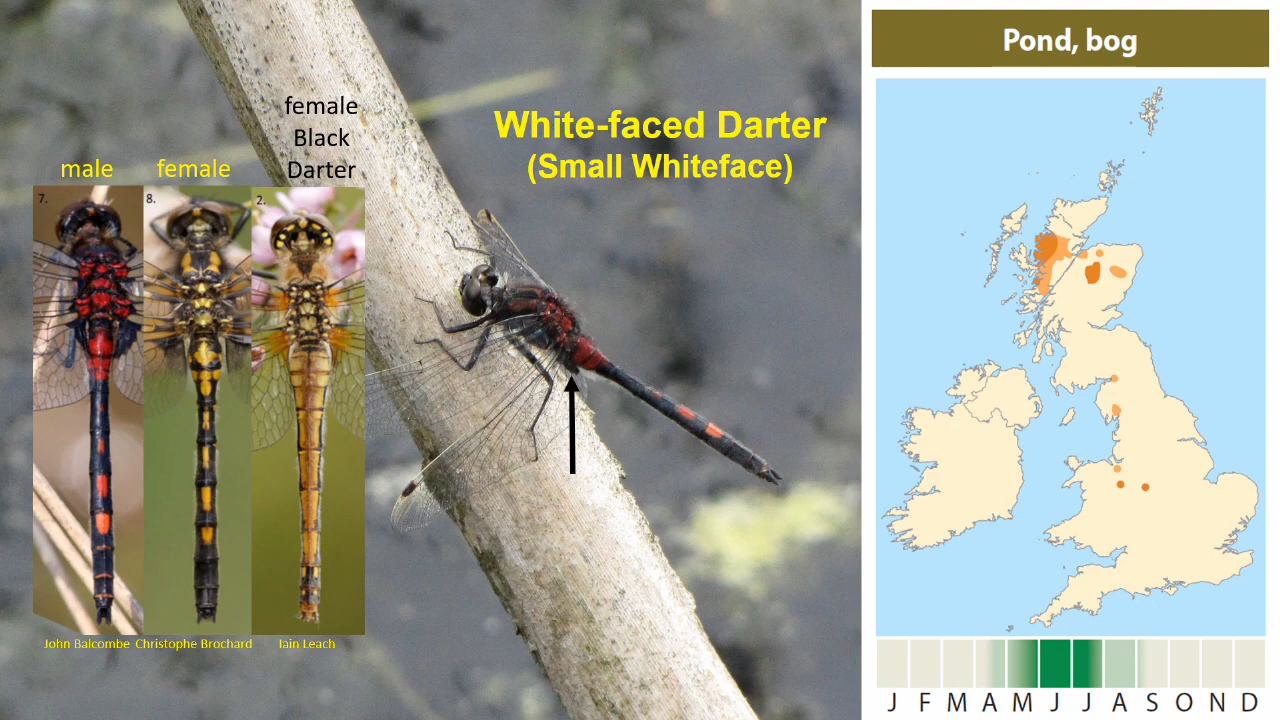 Pond, bog
White-faced Darter
(Small Whiteface)
male
female
female
Black
Darter
7.
8.
2.
John Balcombe
Christophe Brochard
Iain Leach
J F M A M J J A S O N D